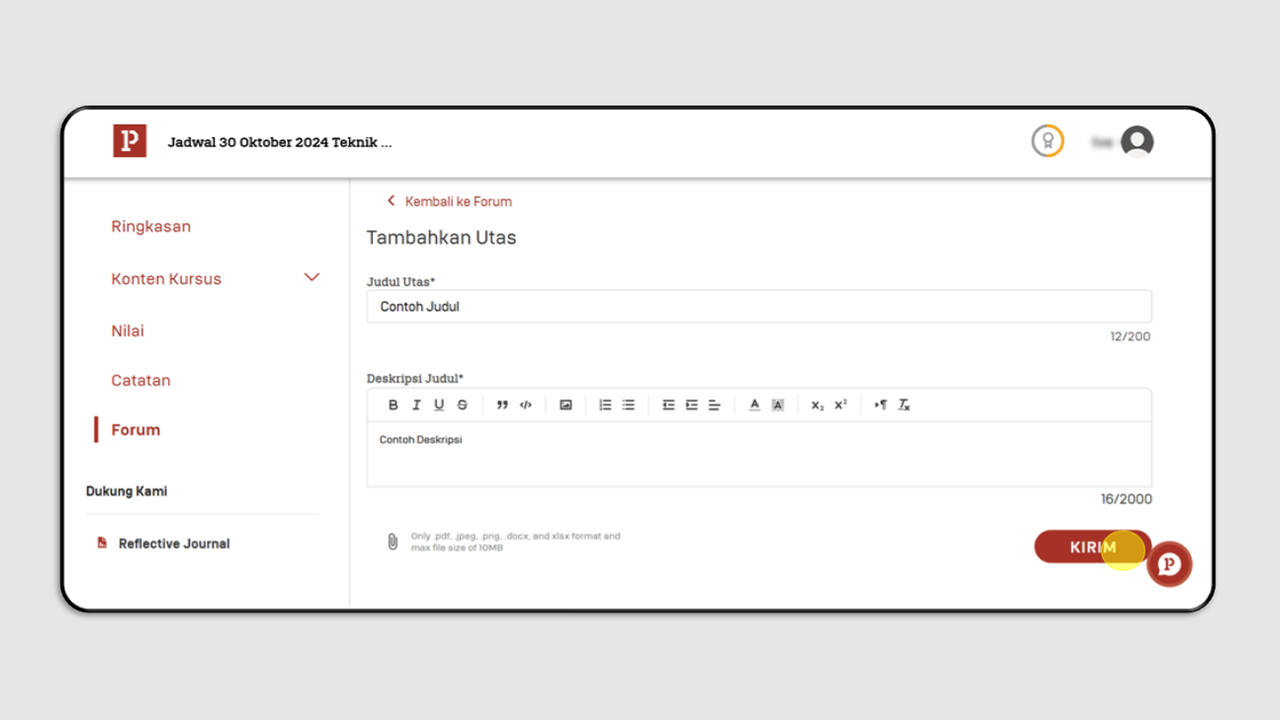 P
Jadwal 30 Oktober 2024 Teknik ...
Ringkasan
Konten Kursus
Nilai
Catatan
Forum
Dukung Kami
Reflective Journal
Kembali ke Forum
Tambahkan Utas
Judul Utas*
Contoh Judul
12/200
Deskripsi Judul*
Contoh Deskripsi
16/2000
Only .pdf, .jpeg, .png, .docx, and xlsx format and
max file size of 10MB
KIRIM
P